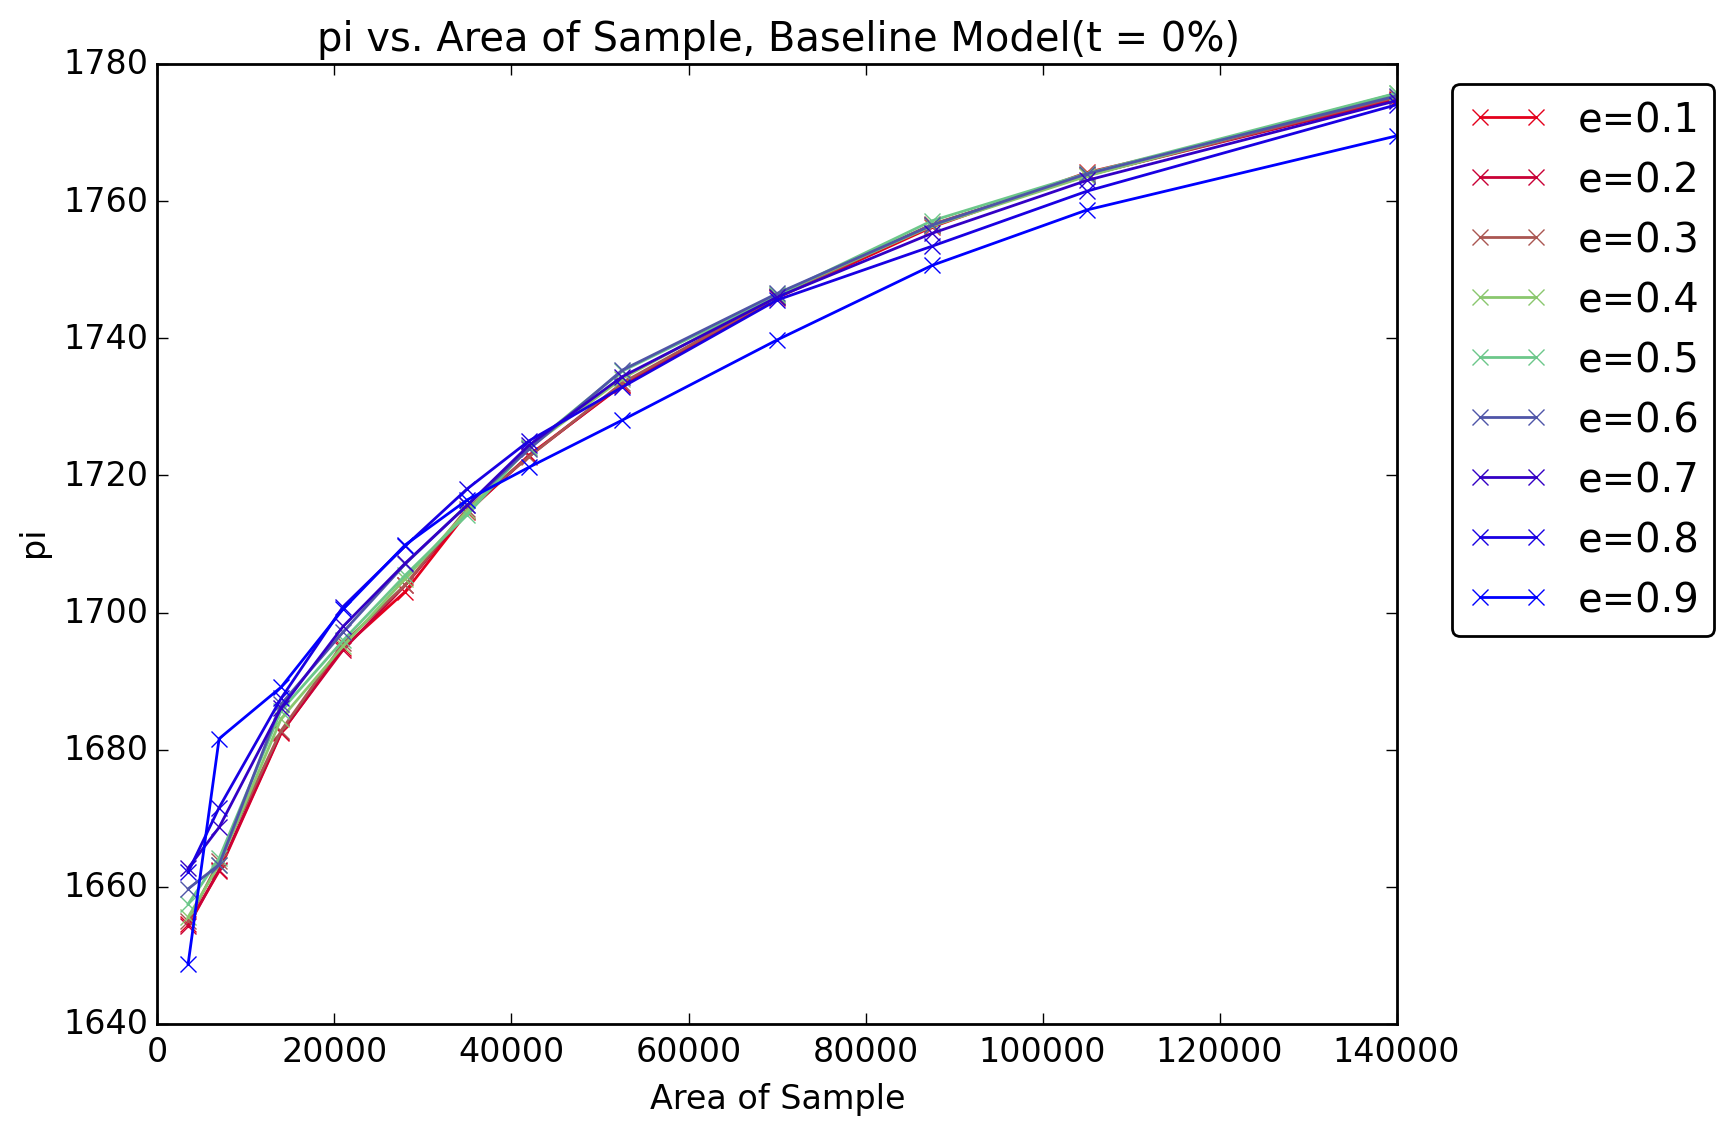 pi vs. Area of Sample, Baseline Model(t = 0%)
1780
1760
1740
1720
1700
1680
1660
1640
pi
0 20000 40000 60000 80000 100000 120000 140000
Area of Sample
e=0.1
e=0.2
e=0.3
e=0.4
e=0.5
e=0.6
e=0.7
e=0.8
e=0.9